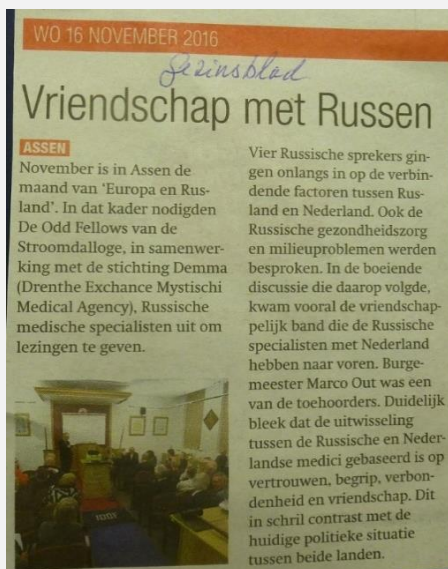 WO 16 NOVEMBER 2016
Gezinsblad
Vriendschap met Russen
ASSEN
November is in Assen de
maand van ‘Europa en Rus-
land’. In dat kader nodigden
De Odd Fellows van de
Stroomdalloge, in samenwer-
king met de stichting Demma
(Drenthe Exchance Mystischi
Medical Agency), Russische
medische specialisten uit om
lezingen te geven.
Vier Russische sprekers gin-
gen onlangs in op de verbin-
dende factoren tussen Rus-
land en Nederland. Ook de
Russische gezondheidszorg
en milieuproblemen werden
besproken. In de boeiende
discussie die daarop volgde,
kwam vooral de vriendschap-
pelijk band die de Russische
specialisten met Nederland
hebben naar voren. Burge-
meester Marco Out was een
van de toehoorders. Duidelijk
bleek dat de uitwisseling
tussen de Russische en Neder-
landse medici gebaseerd is op
vertrouwen, begrip, verbon-
denheid en vriendschap. Dit
in schril contrast met de
huidige politieke situatie
tussen beide landen.